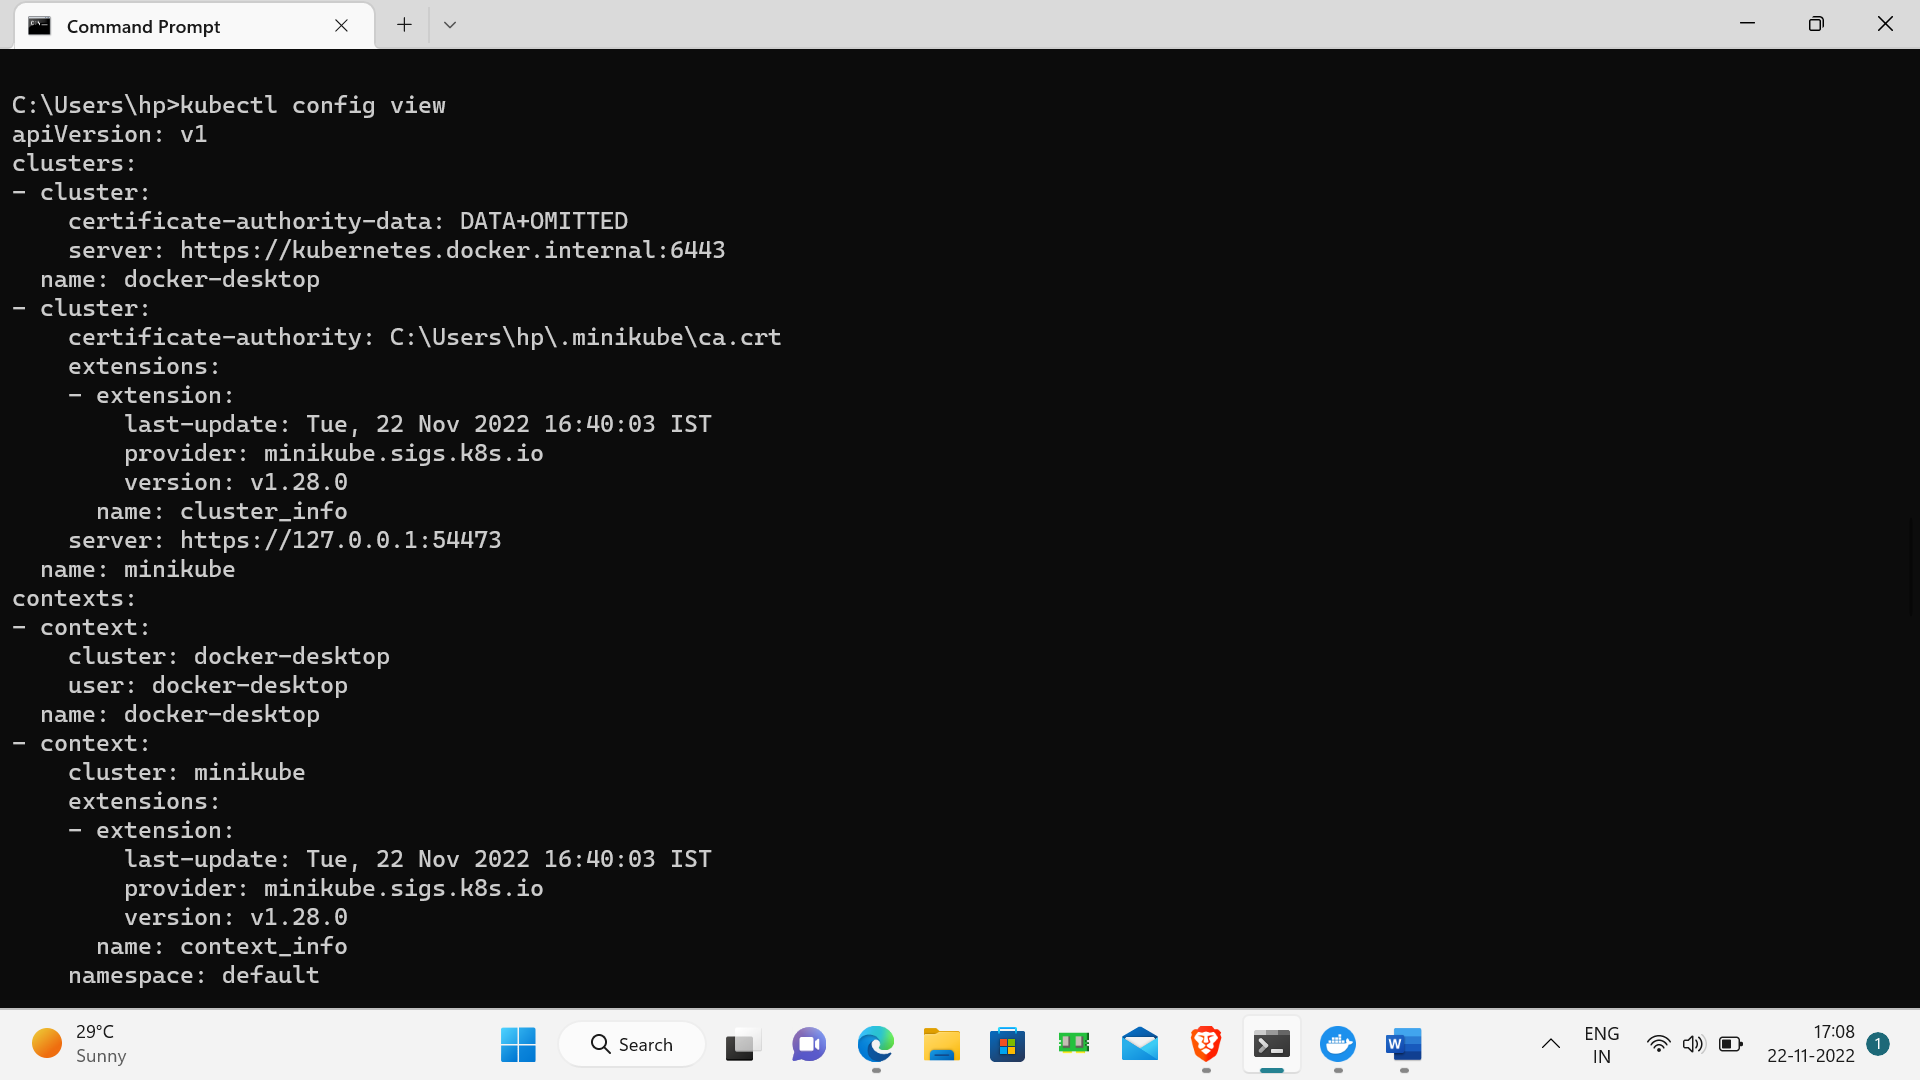 Command Prompt
C:\Users\hp>kubectl config view
apiVersion: v1
clusters:
- cluster:
    certificate-authority-data: DATA+OMITTED
    server: https://kubernetes.docker.internal:6443
  name: docker-desktop
- cluster:
    certificate-authority: C:\Users\hp\.minikube\ca.crt
    extensions:
    - extension:
        last-update: Tue, 22 Nov 2022 16:40:03 IST
        provider: minikube.sigs.k8s.io
        version: v1.28.0
      name: cluster_info
    server: https://127.0.0.1:54473
  name: minikube
contexts:
- context:
    cluster: docker-desktop
    user: docker-desktop
  name: docker-desktop
- context:
    cluster: minikube
    extensions:
    - extension:
        last-update: Tue, 22 Nov 2022 16:40:03 IST
        provider: minikube.sigs.k8s.io
        version: v1.28.0
      name: context_info
    namespace: default
29°C
Sunny
Search
W
ENG
IN
17:08
22-11-2022
1